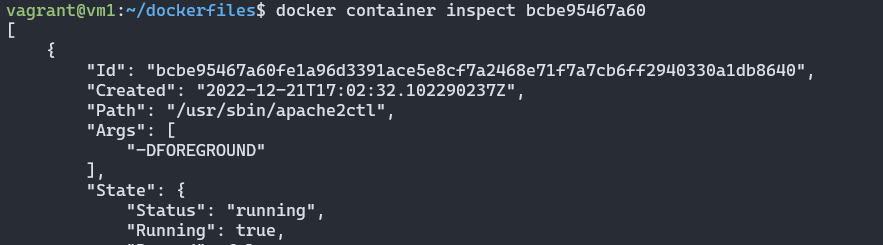 vagrant@vm1:~/dockerfiles$ docker container inspect bcbe95467a60
[
    {
        "Id": "bcbe95467a60fe1a96d3391ace5e8cf7a2468e71f7a7cb6ff2940330a1db8640",
        "Created": "2022-12-21T17:02:32.102290237Z",
        "Path": "/usr/sbin/apache2ctl",
        "Args": [
            "-DFOREGROUND"
        ],
        "State": {
            "Status": "running",
            "Running": true,